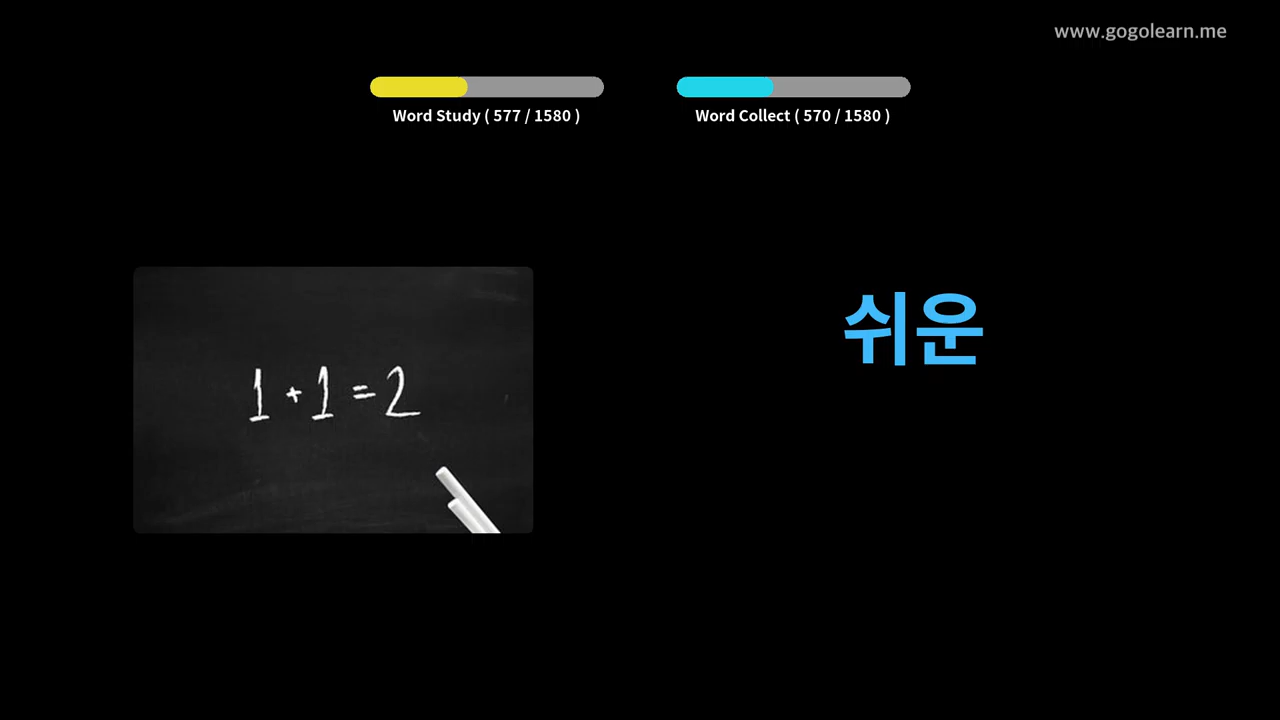 www.gogolearn.me
Word Study ( 577 / 1580 )
Word Collect ( 570 / 1580 )
1 + 1 = 2
쉬운